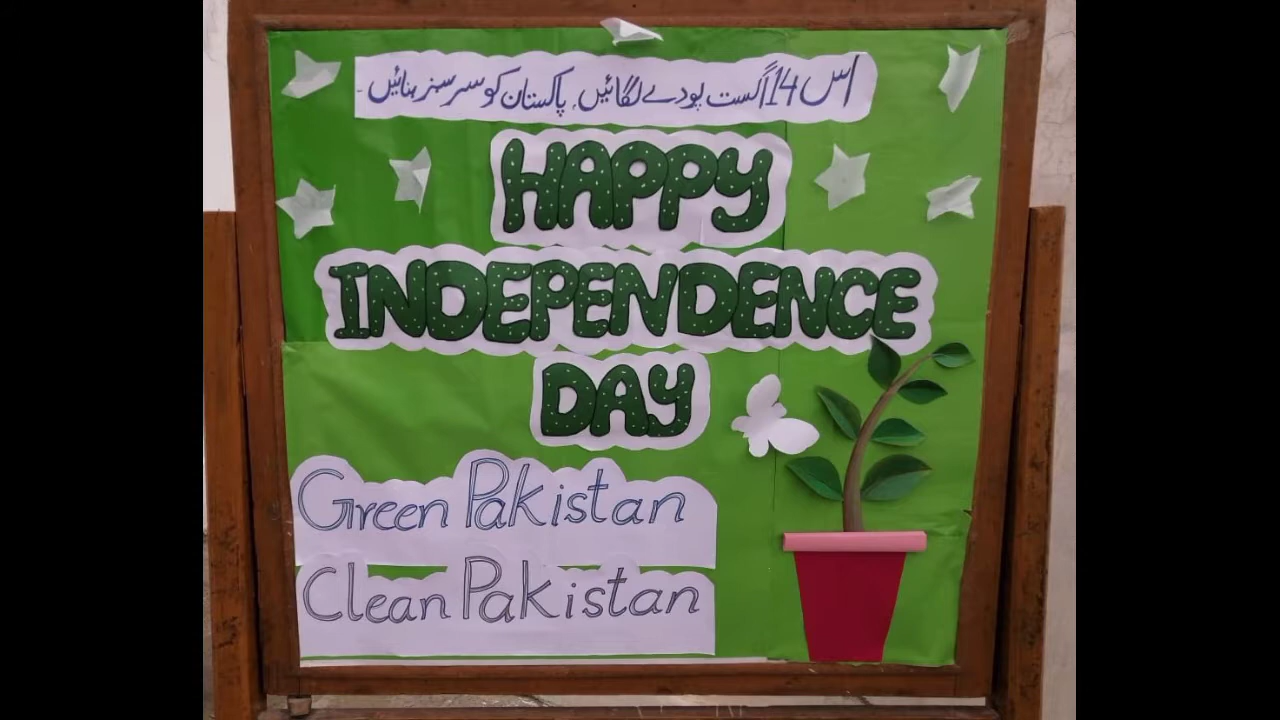 اس 14 اگست پودے لگائیں، پاکستان کو سرسبز بنائیں۔
HAPPY
INDEPENDENCE
DAY
Green Pakistan
Clean Pakistan